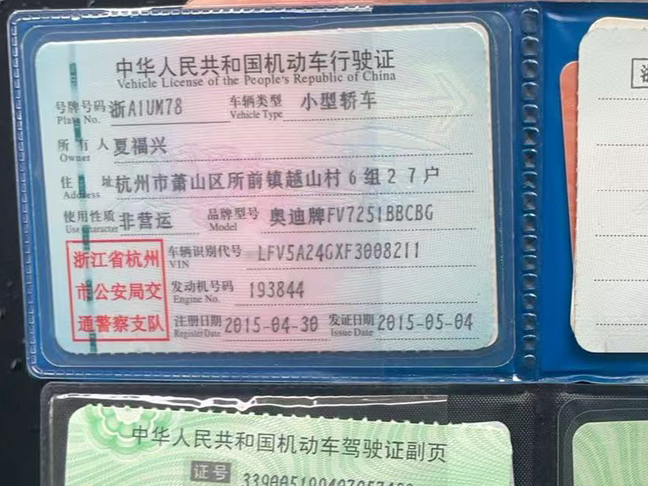 中华人民共和国机动车行驶证
Vehicle License of the People's Republic of China
号牌号码 浙A1UM78 车辆类型 小型轿车
Plate No. Vehicle Type
所有人 夏福兴
Owner
住址 杭州市萧山区所前镇越山村6组27户
Address
使用性质 非营运 品牌型号 奥迪牌FV7251BBCBG
Use Character Model
浙江省杭州
市公安局交
通警察支队
车辆识别代号 LFV5A24GXF3008211
VIN
发动机号码 193844
Engine No.
注册日期 2015-04-30 发证日期 2015-05-04
Register Date Issue Date
中华人民共和国机动车驾驶证副页
证号